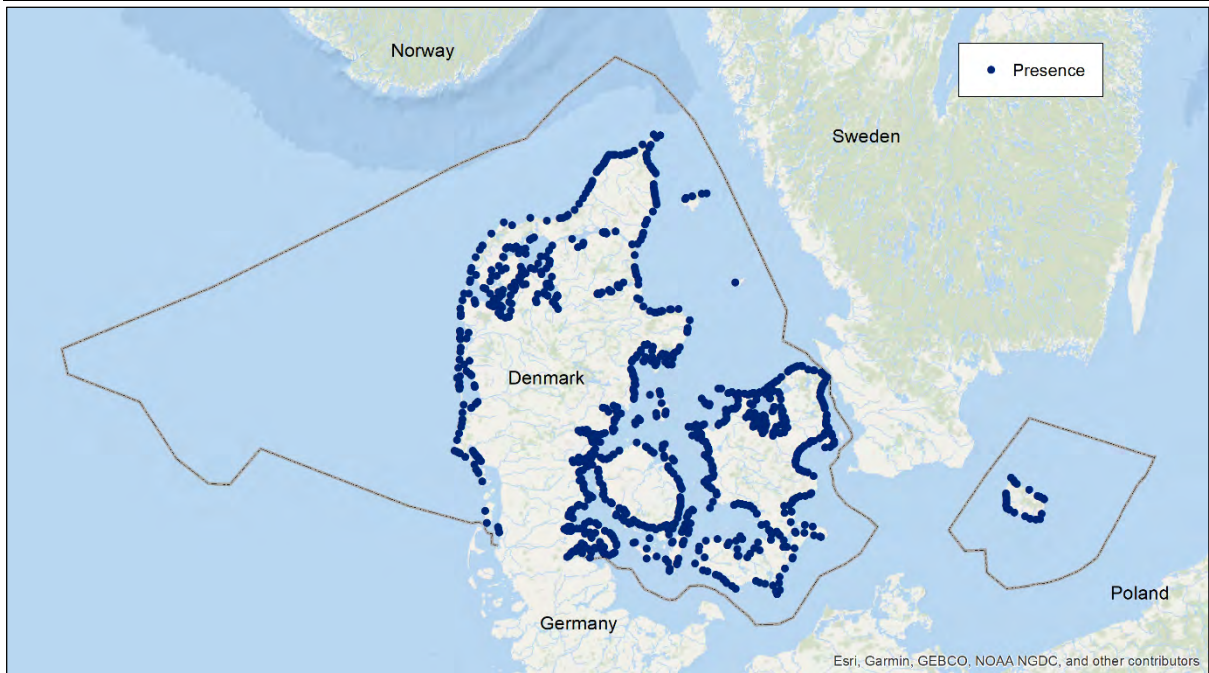 Norway
Presence
Sweden
Denmark
Poland
Germany
Esri, Garmin, GEBCO, NOAA NGDC, and other contributors